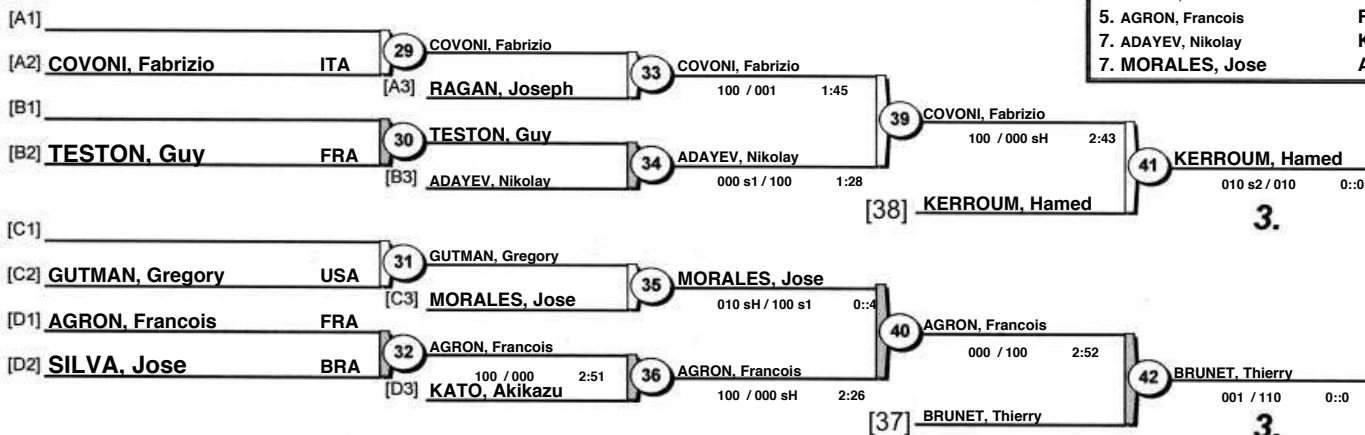 5. AGRON, Francois
7. ADAYEV, Nikolay
7. MORALES, Jose
[A1]
[A2] COVONI, Fabrizio ITA
29 COVONI, Fabrizio
[A3] RAGAN, Joseph
33 COVONI, Fabrizio
100 / 001 1:45
[B1]
[B2] TESTON, Guy FRA
30 TESTON, Guy
[B3] ADAYEV, Nikolay
34 ADAYEV, Nikolay
000 s1 / 100 1:28
39 COVONI, Fabrizio
100 / 000 sH 2:43
[38] KERROUM, Hamed
41 KERROUM, Hamed
010 s2 / 010 0::0
3.
[C1]
[C2] GUTMAN, Gregory USA
31 GUTMAN, Gregory
[C3] MORALES, Jose
35 MORALES, Jose
010 sH / 100 s1 0::4
[D1] AGRON, Francois FRA
[D2] SILVA, Jose BRA
32 AGRON, Francois
100 / 000 2:51
[D3] KATO, Akikazu
36 AGRON, Francois
100 / 000 sH 2:26
40 AGRON, Francois
000 / 100 2:52
[37] BRUNET, Thierry
42 BRUNET, Thierry
001 / 110 0::0
3.